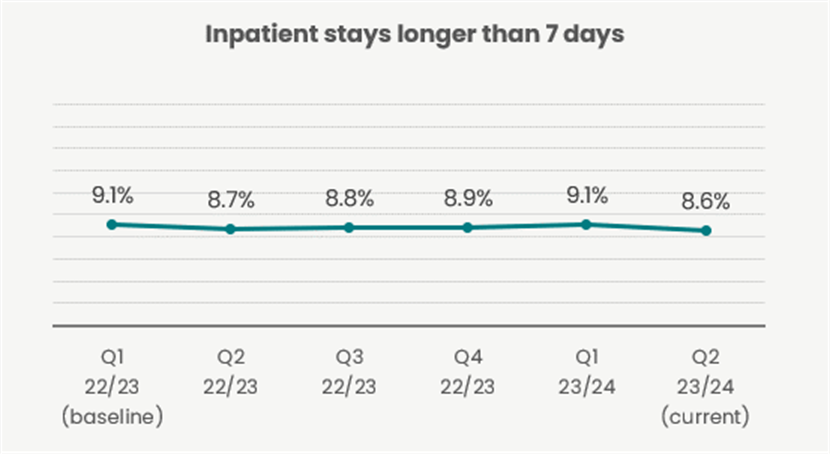 Inpatient stays longer than 7 days
9.1% 8.7% 8.8% 8.9% 9.1% 8.6%
Q1 Q2 Q3 Q4 Q1 Q2
22/23 22/23 22/23 22/23 23/24 23/24
(baseline) (current)